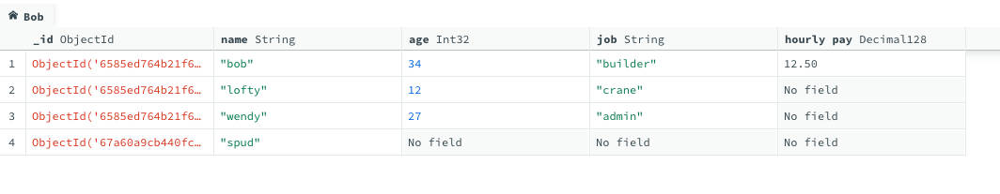 Bob
_id ObjectId name String age Int32 job String hourly pay Decimal128
1 ObjectId('6585ed764b21f6… "bob" 34 "builder" 12.50
2 ObjectId('6585ed764b21f6… "lofty" 12 "crane" No field
3 ObjectId('6585ed764b21f6… "wendy" 27 "admin" No field
4 ObjectId('67a60a9cb440fc… "spud" No field No field No field